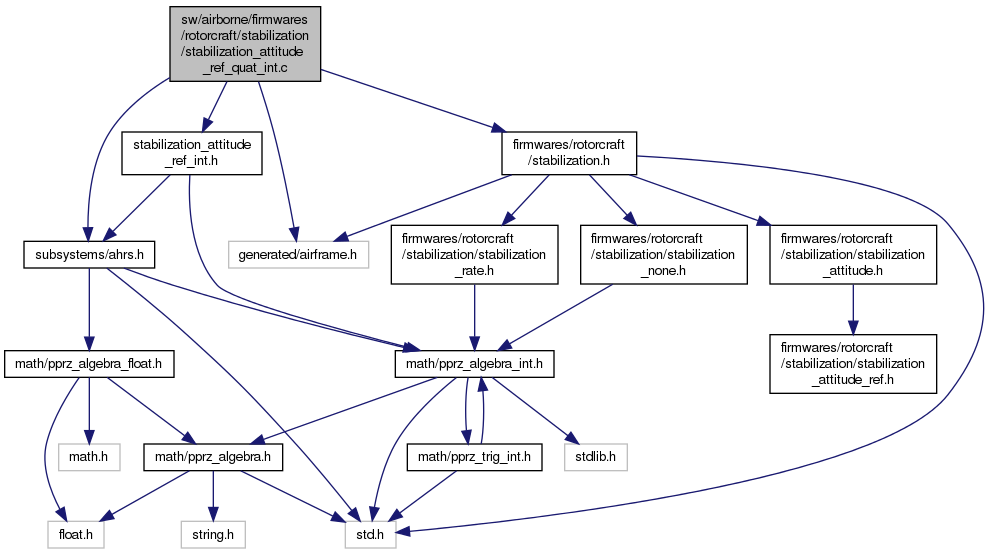 sw/airborne/firmwares
/rotorcraft/stabilization
/stabilization_attitude
_ref_quat_int.c
stabilization_attitude
_ref_int.h
firmwares/rotorcraft
/stabilization.h
subsystems/ahrs.h
generated/airframe.h
firmwares/rotorcraft
/stabilization/stabilization
_rate.h
firmwares/rotorcraft
/stabilization/stabilization
_none.h
firmwares/rotorcraft
/stabilization/stabilization
_attitude.h
math/pprz_algebra_float.h
math/pprz_algebra_int.h
firmwares/rotorcraft
/stabilization/stabilization
_attitude_ref.h
math.h
math/pprz_algebra.h
math/pprz_trig_int.h
stdlib.h
float.h
string.h
std.h